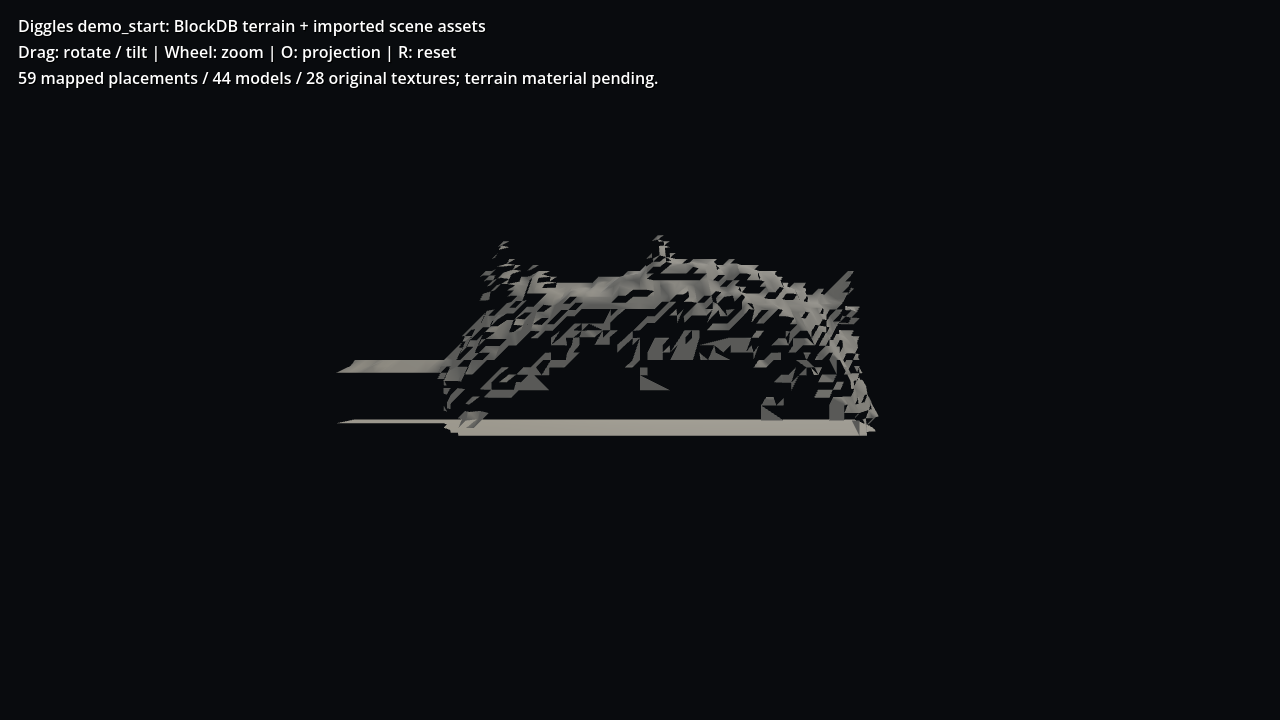 Diggles demo_start: BlockDB terrain + imported scene assets
Drag: rotate / tilt | Wheel: zoom | O: projection | R: reset
59 mapped placements / 44 models / 28 original textures; terrain material pending.